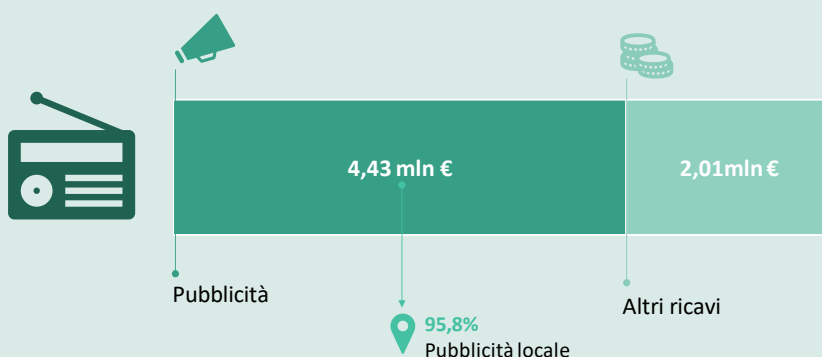 4,43 mln €
2,01mln €
Pubblicità
Altri ricavi
95,8%
Pubblicità locale